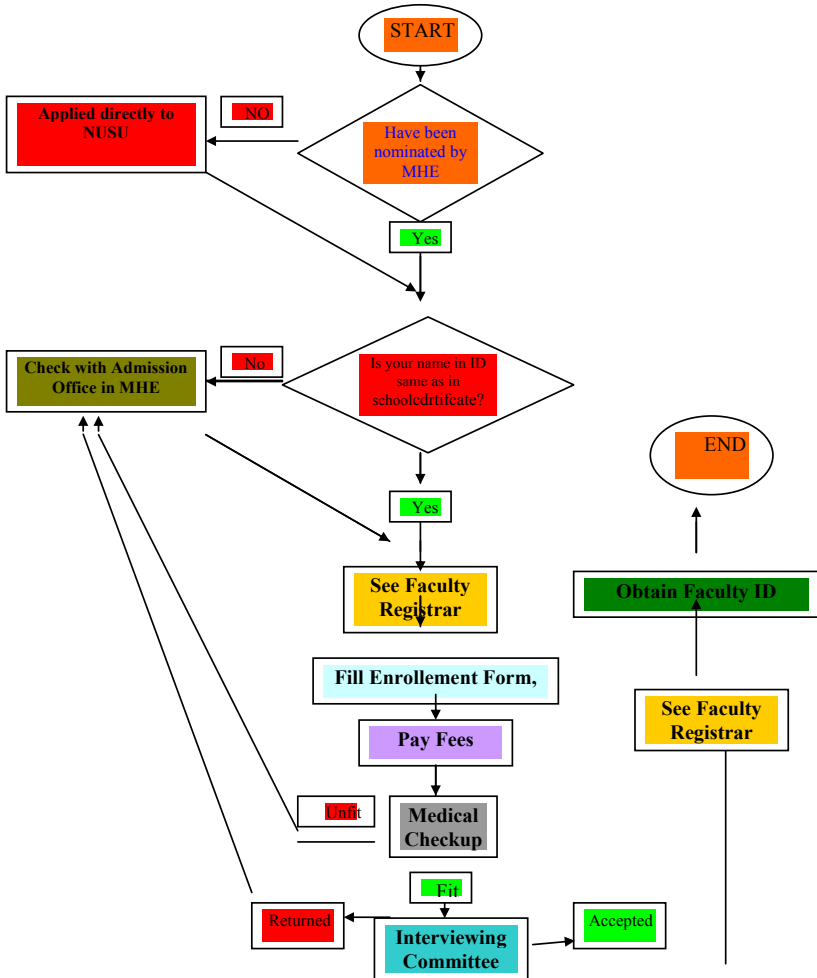 START
NO
Applied directly to
NUSU
Have been
nominated by
MHE
Yes
No
Check with Admission
Office in MHE
Is your name in ID
same as in
schoolcdrtifcate?
END
Yes
See Faculty
Registrar
Obtain Faculty ID
Fill Enrollement Form,
See Faculty
Registrar
Pay Fees
Unfit
Medical
Checkup
Fit
Returned
Accepted
Interviewing
Committee